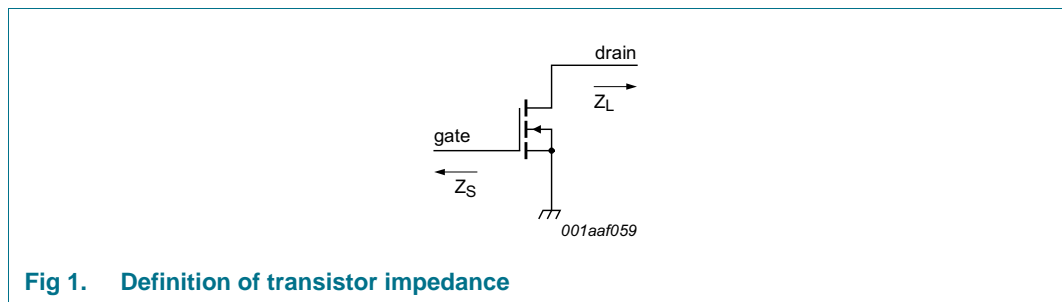 drain
Z_L
gate
Z_S
001aaf059
Fig 1. Definition of transistor impedance